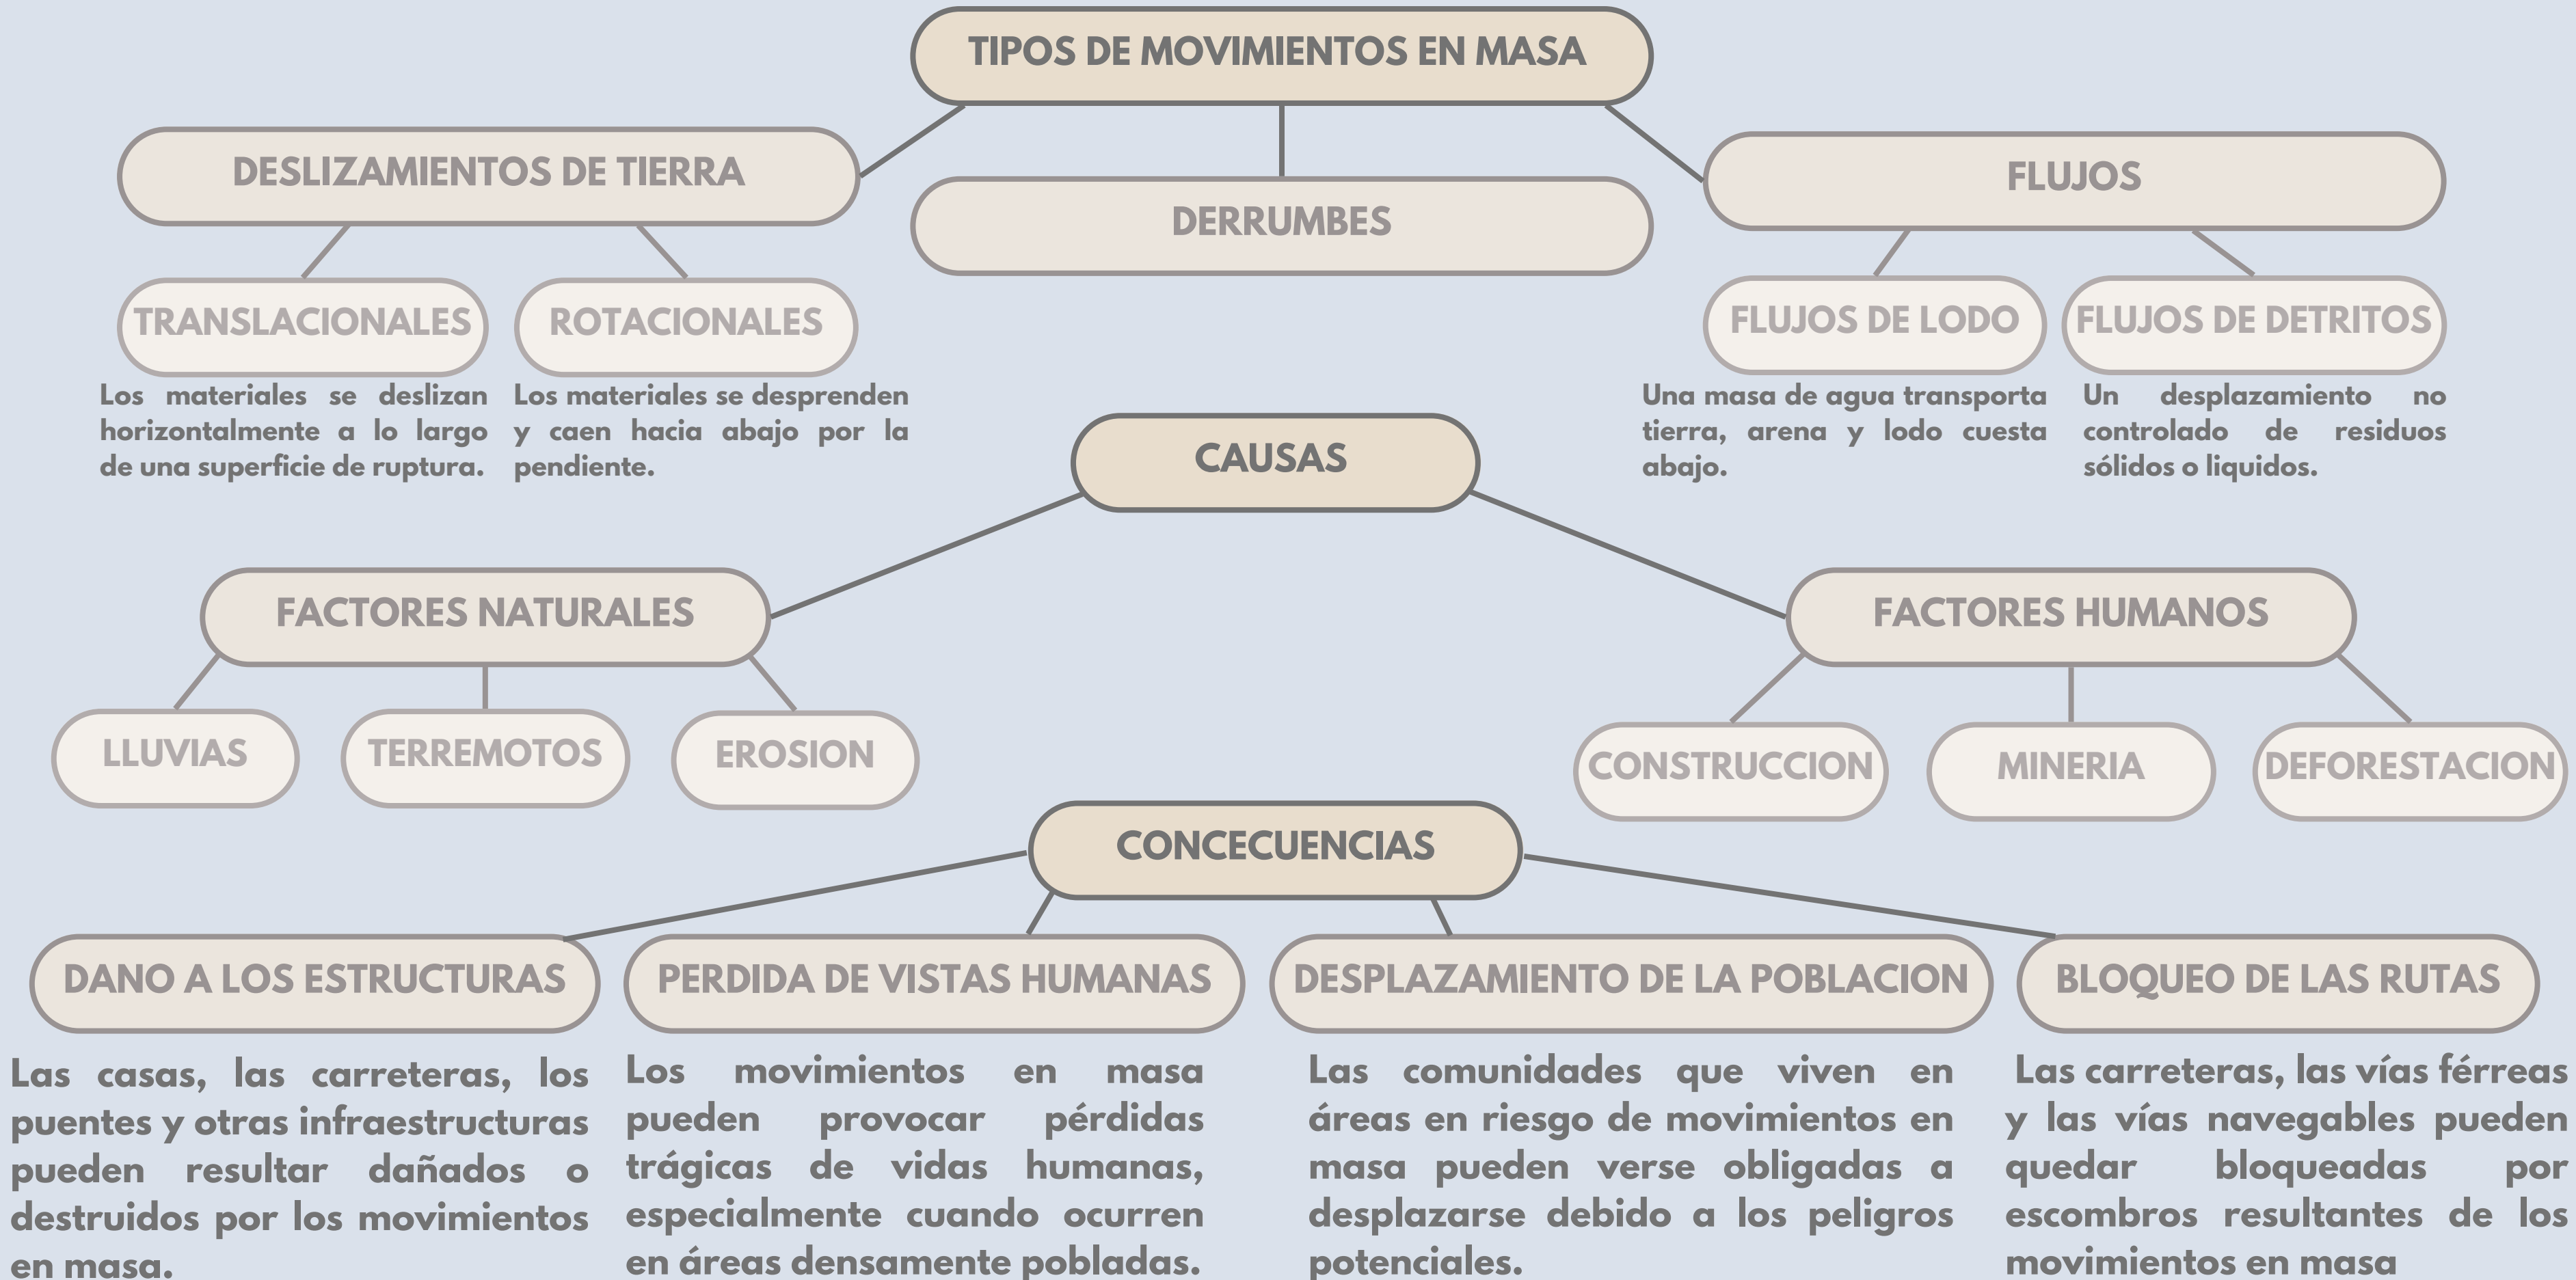 TIPOS DE MOVIMIENTOS EN MASA
DESLIZAMIENTOS DE TIERRA
DERRUMBES
FLUJOS
TRANSLACIONALES
ROTACIONALES
FLUJOS DE LODO
FLUJOS DE DETRITOS
Los materiales se deslizan
horizontalmente a lo largo
de una superficie de ruptura.
Los materiales se desprenden
y caen hacia abajo por la
pendiente.
Una masa de agua transporta
tierra, arena y lodo cuesta
abajo.
Un desplazamiento no
controlado de residuos
sólidos o liquidos.
CAUSAS
FACTORES NATURALES
FACTORES HUMANOS
LLUVIAS
TERREMOTOS
EROSION
CONSTRUCCION
MINERIA
DEFORESTACION
CONCECUENCIAS
DANO A LOS ESTRUCTURAS
PERDIDA DE VISTAS HUMANAS
DESPLAZAMIENTO DE LA POBLACION
BLOQUEO DE LAS RUTAS
Las casas, las carreteras, los
puentes y otras infraestructuras
pueden resultar dañados o
destruidos por los movimientos
en masa.
Los movimientos en masa
pueden provocar pérdidas
trágicas de vidas humanas,
especialmente cuando ocurren
en áreas densamente pobladas.
Las comunidades que viven en
áreas en riesgo de movimientos en
masa pueden verse obligadas a
desplazarse debido a los peligros
potenciales.
Las carreteras, las vías férreas
y las vías navegables pueden
quedar bloqueadas por
escombros resultantes de los
movimientos en masa